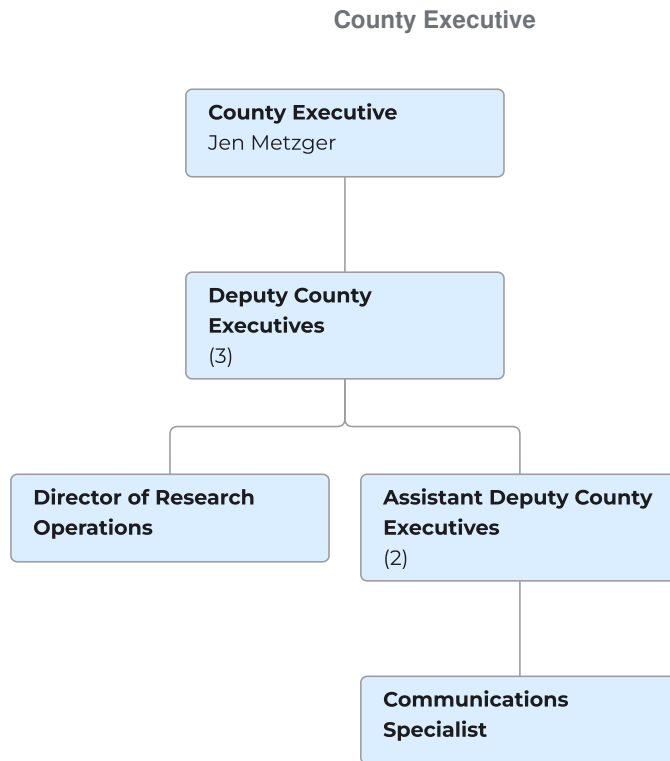 County Executive
County Executive
Jen Metzger
Deputy County
Executives
(3)
Director of Research
Operations
Assistant Deputy County
Executives
(2)
Communications
Specialist